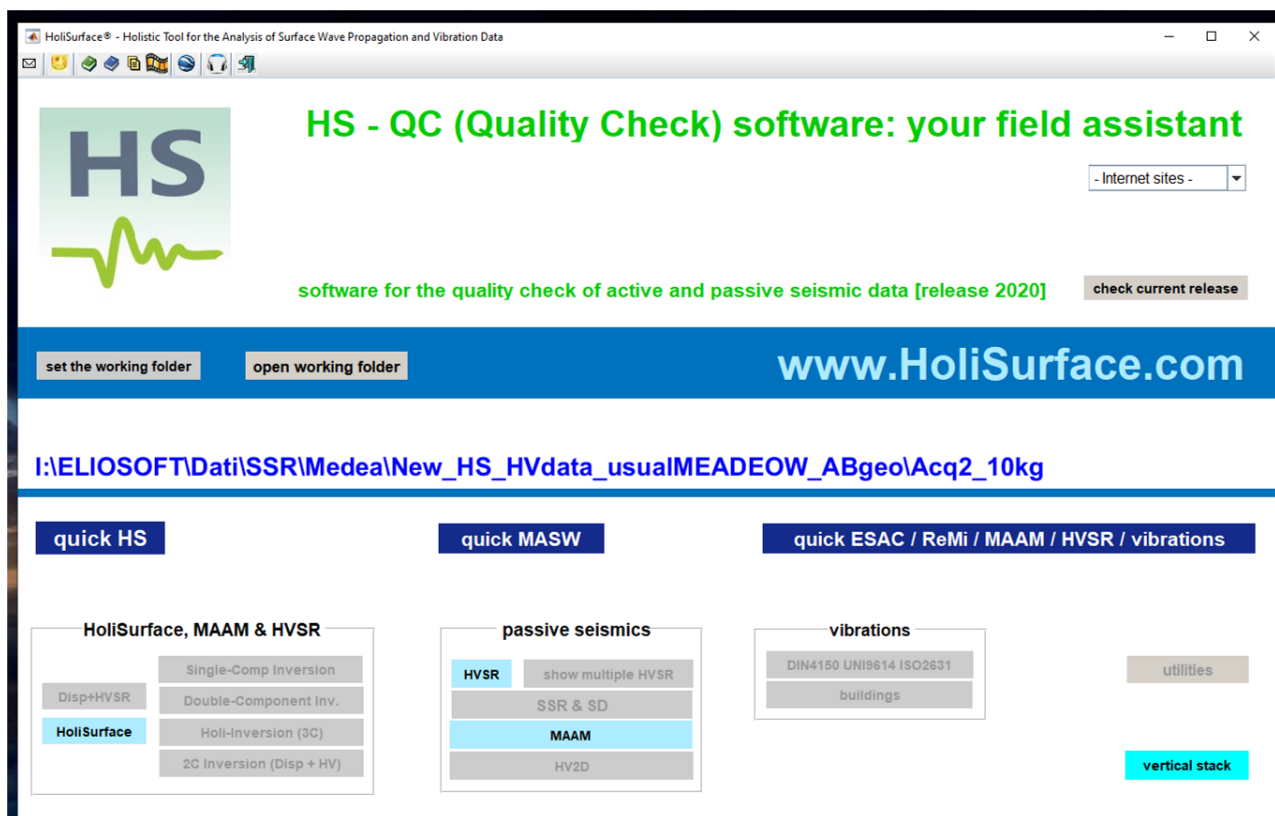 HoliSurface® - Holistic Tool for the Analysis of Surface Wave Propagation and Vibration Data
HS - QC (Quality Check) software: your field assistant
HS
- Internet sites -
software for the quality check of active and passive seismic data [release 2020]
check current release
set the working folder
open working folder
www.HoliSurface.com
I:\ELIOSOFT\Dati\SSR\Medea\New_HS_HVdata_usualMEADEOW_ABgeo\Acq2_10kg
quick HS
quick MASW
quick ESAC / ReMi / MAAM / HVSR / vibrations
HoliSurface, MAAM & HVSR
Single-Comp Inversion
Disp+HVSR
Double-Component Inv.
HoliSurface
Holi-Inversion (3C)
2C Inversion (Disp + HV)
passive seismics
HVSR
show multiple HVSR
SSR & SD
MAAM
HV2D
vibrations
DIN4150 UNI9614 ISO2631
buildings
utilities
vertical stack